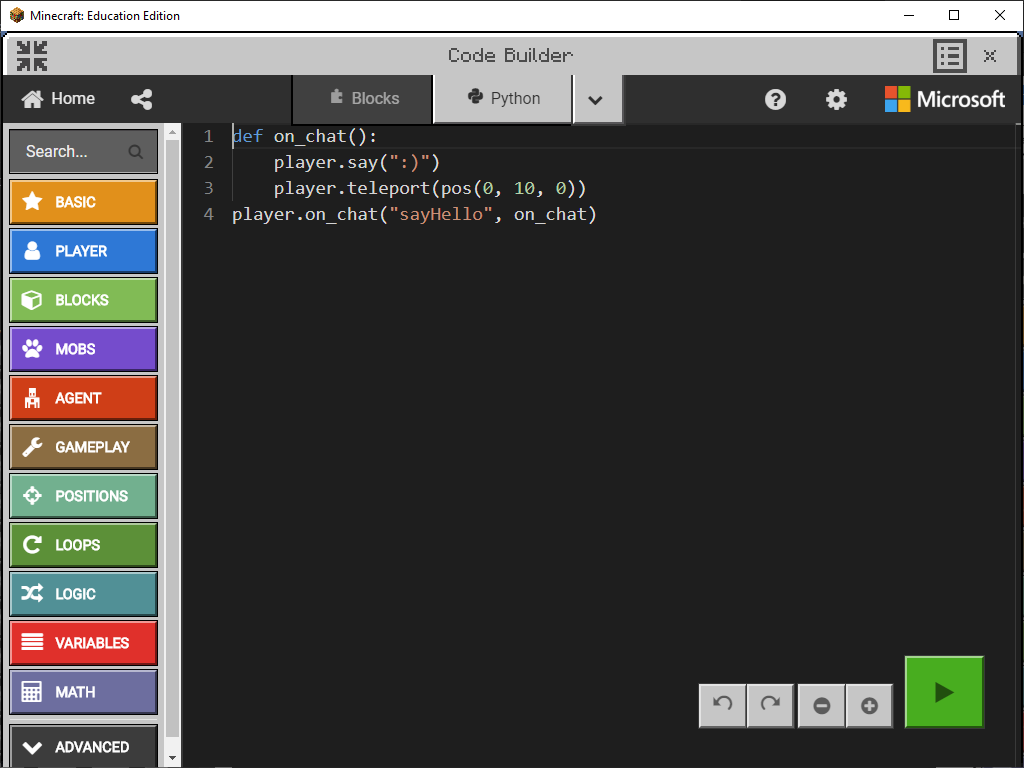 Minecraft: Education Edition
Code Builder
Home
Blocks
Python
?
Microsoft
Search...
BASIC
PLAYER
BLOCKS
MOBS
AGENT
GAMEPLAY
POSITIONS
LOOPS
LOGIC
VARIABLES
MATH
ADVANCED
1 def on_chat():
2     player.say(":)")
3     player.teleport(pos(0, 10, 0))
4 player.on_chat("sayHello", on_chat)